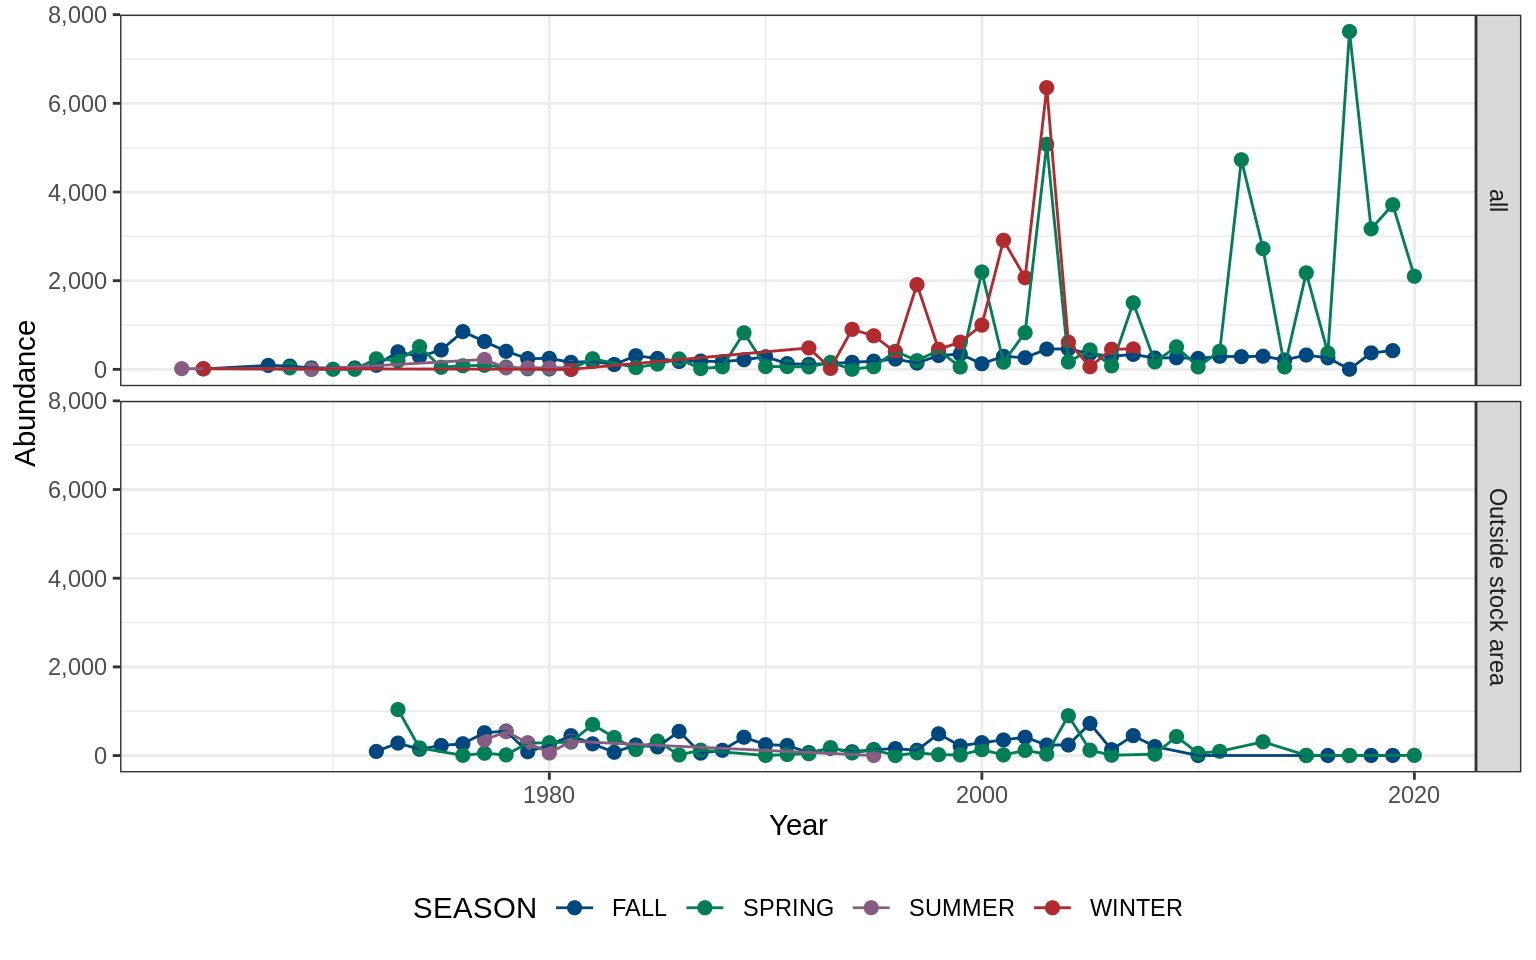 8,000
6,000
4,000
2,000
0
all
8,000
6,000
4,000
2,000
0
Outside stock area
Abundance
1980 2000 2020
Year
SEASON FALL SPRING SUMMER WINTER